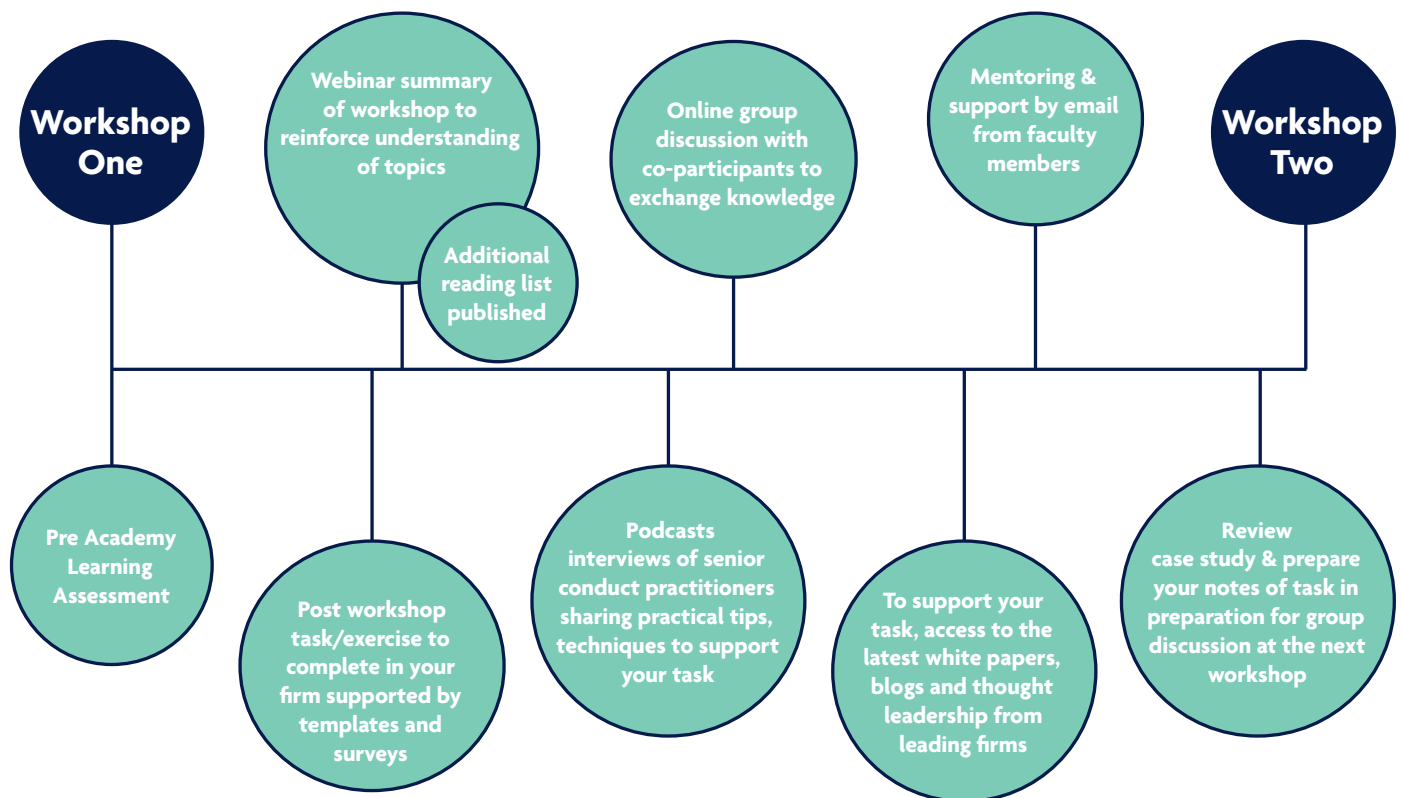 Workshop
One
Webinar summary
of workshop to
reinforce understanding
of topics
Additional
reading list
published
Online group
discussion with
co-participants to
exchange knowledge
Mentoring &
support by email
from faculty
members
Workshop
Two
Pre Academy
Learning
Assessment
Post workshop
task/exercise to
complete in your
firm supported by
templates and
surveys
Podcasts
interviews of senior
conduct practitioners
sharing practical tips,
techniques to support
your task
To support your
task, access to the
latest white papers,
blogs and thought
leadership from
leading firms
Review
case study & prepare
your notes of task in
preparation for group
discussion at the next
workshop